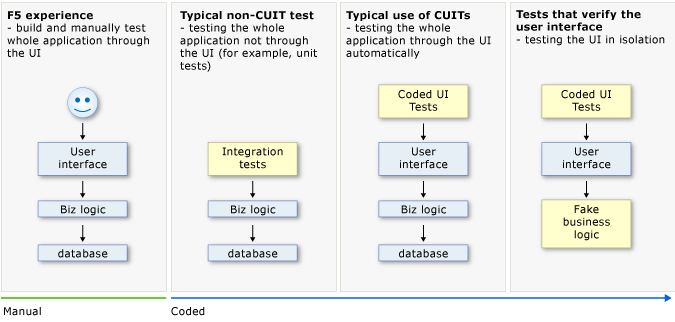 F5 experience
- build and manually test
whole application through
the UI
User
interface
Biz logic
database
Typical non-CUIT test
- testing the whole
application not through
the UI (for example, unit
tests)
Integration
tests
Biz logic
database
Typical use of CUITs
- testing the whole
application through the UI
automatically
Coded UI
Tests
User
interface
Biz logic
database
Tests that verify the
user interface
- testing the UI in isolation
Coded UI
Tests
User
interface
Fake
business
logic
Manual
Coded